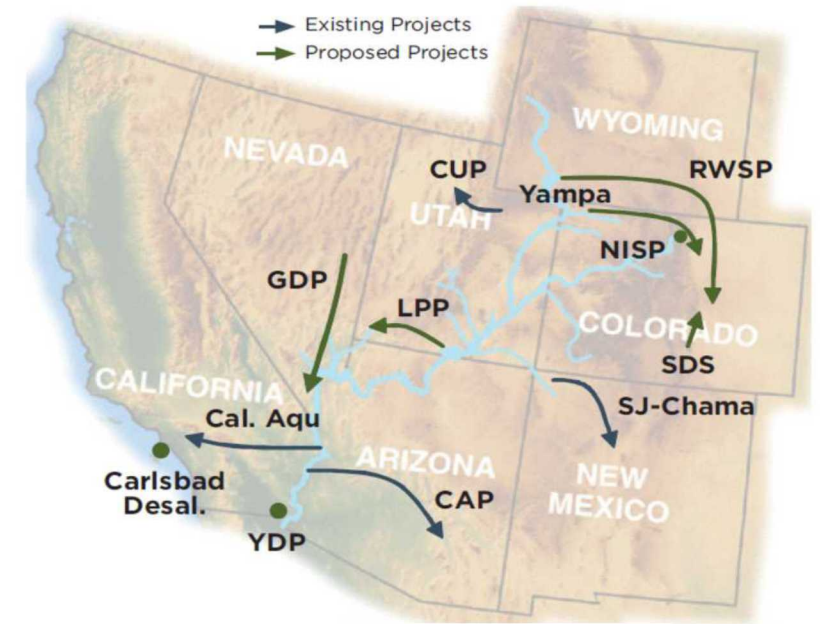 Existing Projects
Proposed Projects
WYOMING
NEVADA
CUP
RWSP
Yampa
UTAH
NISP
GDP
LPP
COLORADO
SDS
CALIFORNIA
SJ-Chama
Cal. Aqu
ARIZONA
NEW
MEXICO
Carlsbad
Desal.
CAP
YDP